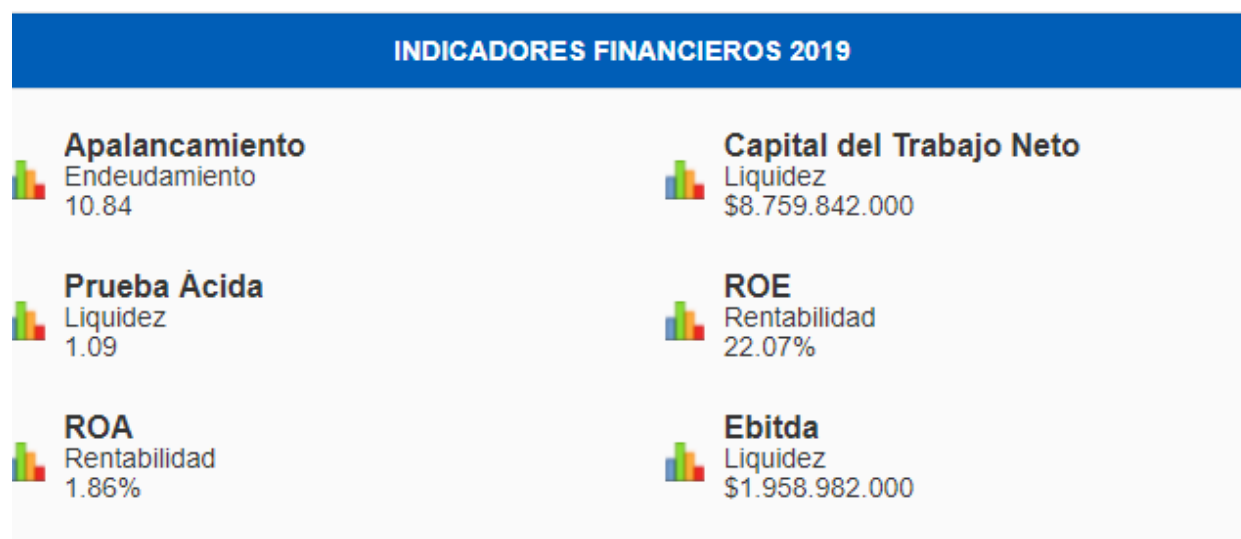 INDICADORES FINANCIEROS 2019
Apalancamiento
Endeudamiento
10.84
Capital del Trabajo Neto
Liquidez
$8.759.842.000
Prueba Ácida
Liquidez
1.09
ROE
Rentabilidad
22.07%
ROA
Rentabilidad
1.86%
Ebitda
Liquidez
$1.958.982.000